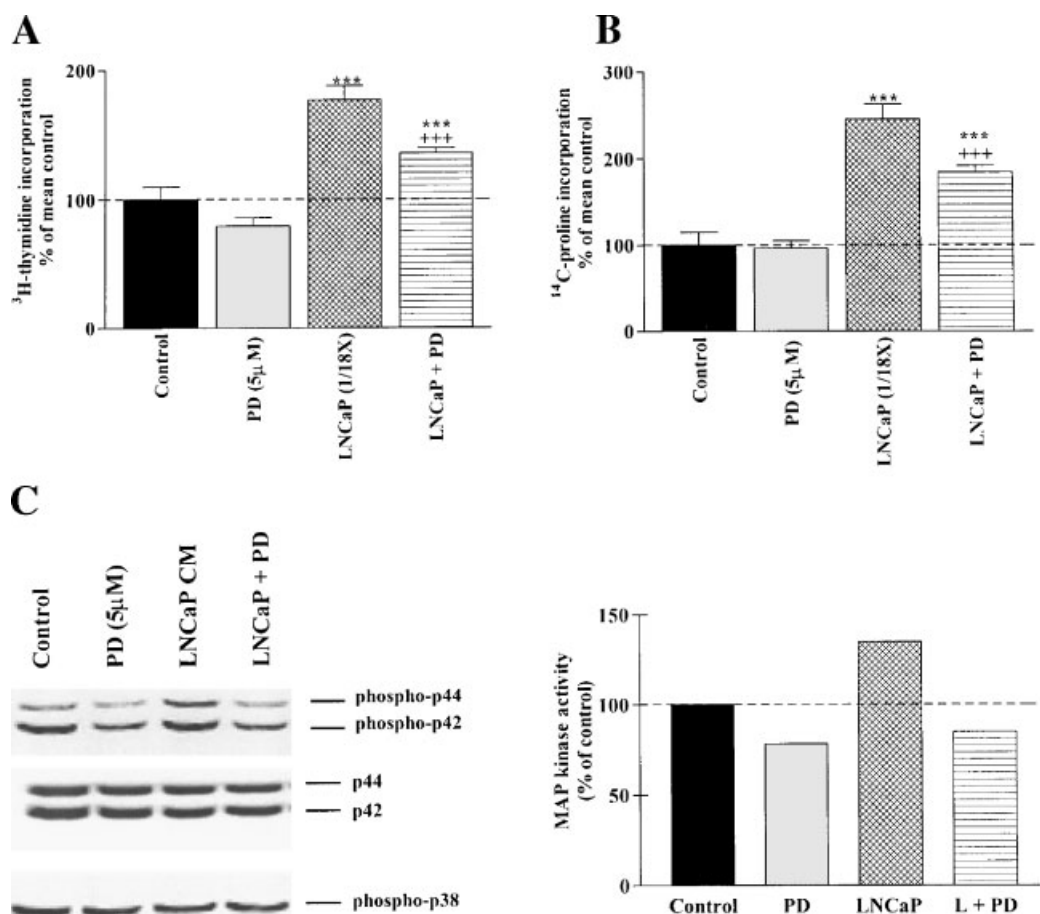 A
³H-thymidine incorporation
% of mean control
200
100
0
***
***
+++
Control
PD (5μ M)
LNCaP (1/18X)
LNCaP + PD
B
¹⁴C-proline incorporation
% of mean control
300
200
100
0
***
***
+++
Control
PD (5μ M)
LNCaP (1/18X)
LNCaP + PD
C
Control
PD (5μM)
LNCaP CM
LNCaP + PD
phospho-p44
phospho-p42
p44
p42
phospho-p38
MAP kinase activity
(% of control)
150
100
50
0
Control PD LNCaP L + PD